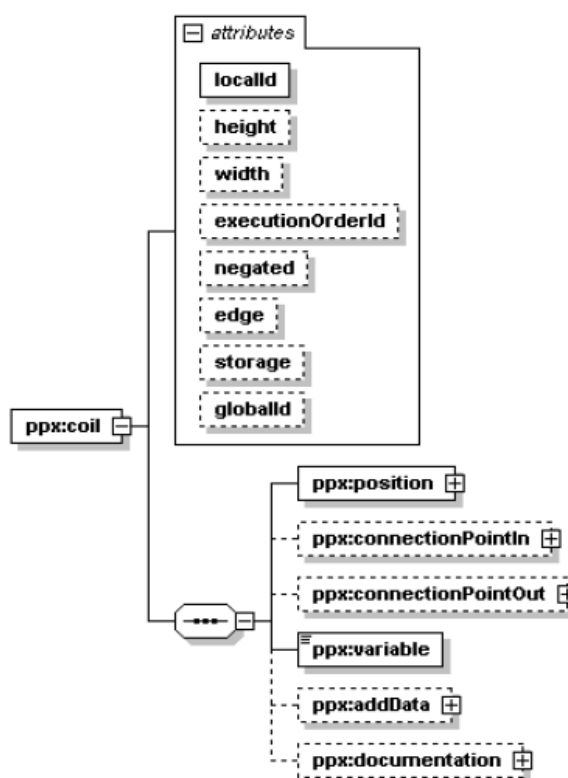 attributes
localId
height
width
executionOrderId
negated
edge
storage
globalId
ppx:coil
ppx:position
ppx:connectionPointIn
ppx:connectionPointOut
ppx:variable
ppx:addData
ppx:documentation